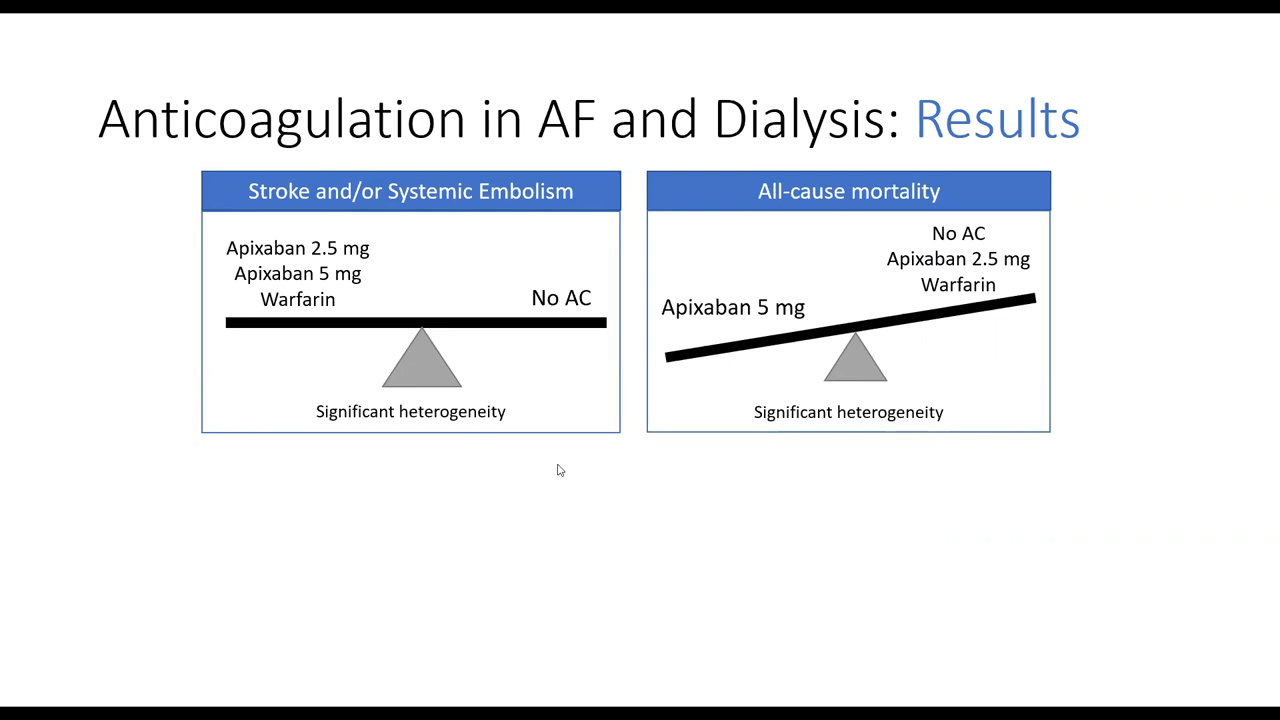 Anticoagulation in AF and Dialysis: Results
Stroke and/or Systemic Embolism
Apixaban 2.5 mg
Apixaban 5 mg
Warfarin
No AC
Significant heterogeneity
All-cause mortality
No AC
Apixaban 2.5 mg
Warfarin
Apixaban 5 mg
Significant heterogeneity